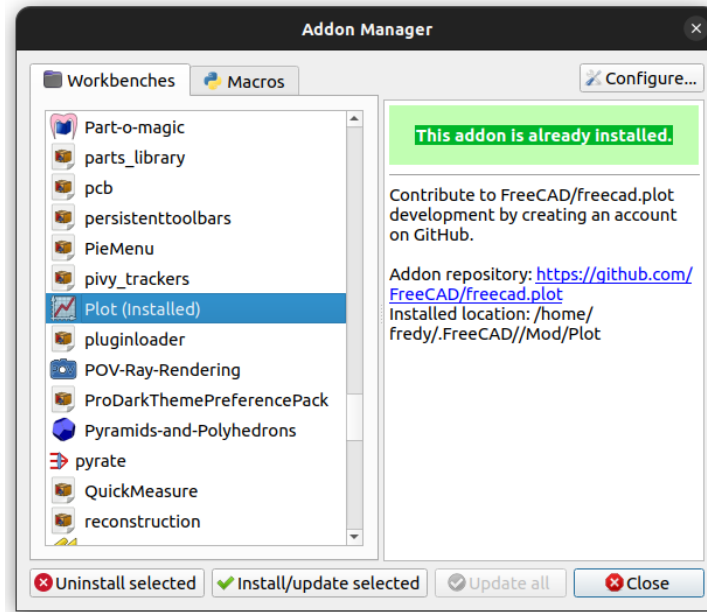 Addon Manager
Workbenches
Macros
Configure...
Part-o-magic
parts_library
pcb
persistenttoolbars
PieMenu
pivy_trackers
Plot (Installed)
pluginloader
POV-Ray-Rendering
ProDarkThemePreferencePack
Pyramids-and-Polyhedrons
pyrate
QuickMeasure
reconstruction
This addon is already installed.
Contribute to FreeCAD/freecad.plot
development by creating an account
on GitHub.
Addon repository: https://github.com/
FreeCAD/freecad.plot
Installed location: /home/
fredy/.FreeCAD//Mod/Plot
Uninstall selected
Install/update selected
Update all
Close